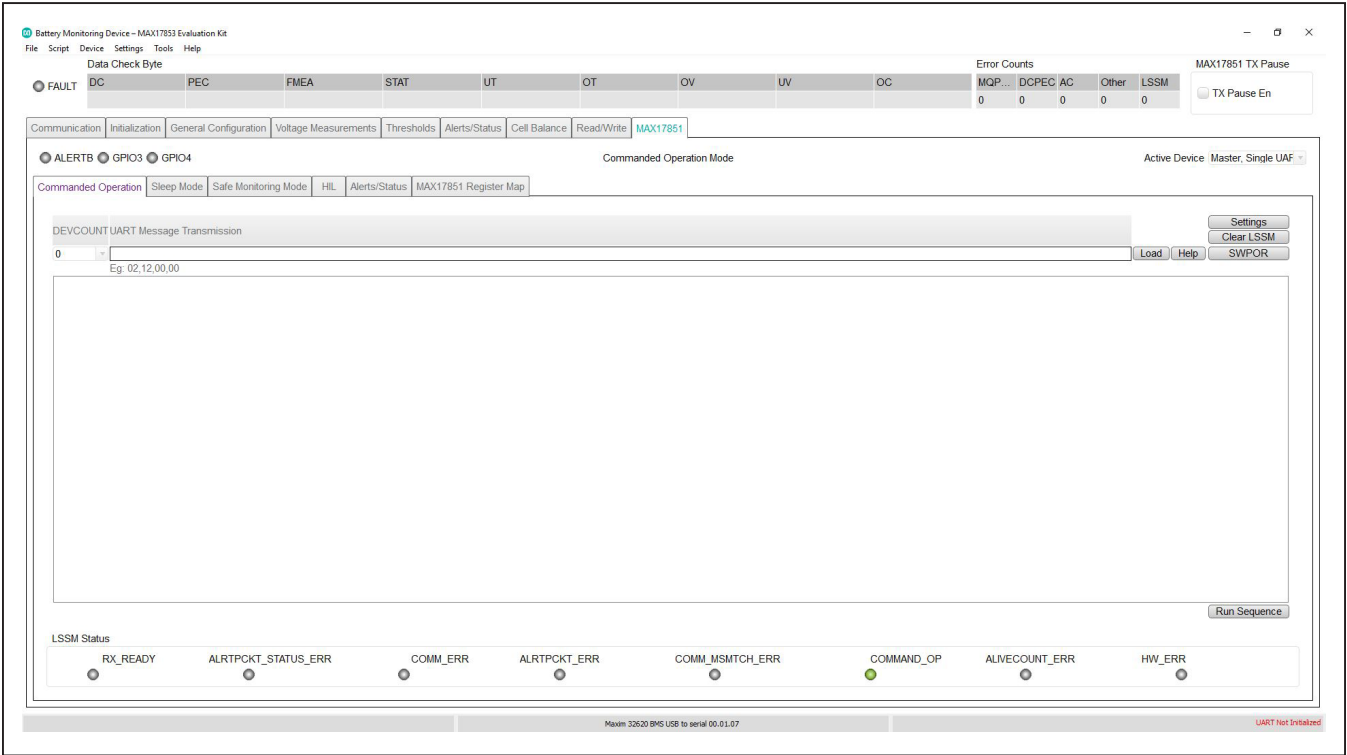 Battery Monitoring Device – MAX17853 Evaluation Kit
File Script Device Settings Tools Help
Data Check Byte Error Counts MAX17851 TX Pause
FAULT DC PEC FMEA STAT UT OT OV UV OC MQP... DCPEC AC Other LSSM
0 0 0 0 0 TX Pause En
Communication Initialization General Configuration Voltage Measurements Thresholds Alerts/Status Cell Balance Read/Write MAX17851
ALERTB GPIO3 GPIO4 Commanded Operation Mode Active Device Master, Single UAF
Commanded Operation Sleep Mode Safe Monitoring Mode HIL Alerts/Status MAX17851 Register Map
Settings
DEVCOUNT UART Message Transmission
Clear LSSM
0 Load Help SWPOR
Eg: 02,12,00,00
Run Sequence
LSSM Status
RX_READY ALRTPCKT_STATUS_ERR COMM_ERR ALRTPCKT_ERR COMM_MSMTCH_ERR COMMAND_OP ALIVECOUNT_ERR HW_ERR
Maxim 32620 BMS USB to serial 00.01.07 UART Not Initialized